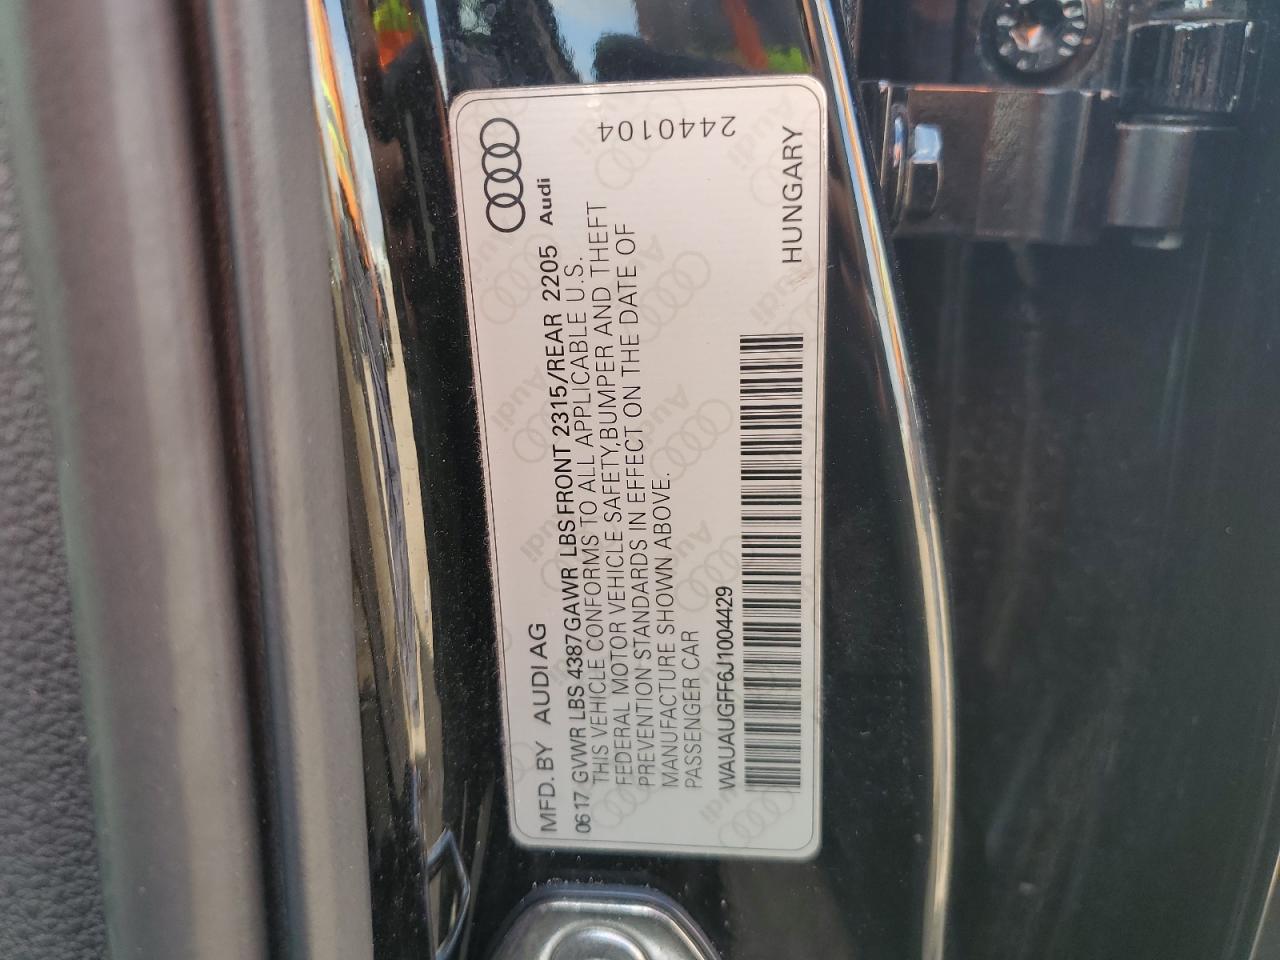 MFD. BY AUDI AG Audi
0617 GVWR LBS 4387GAWR LBS FRONT 2315/REAR 2205
THIS VEHICLE CONFORMS TO ALL APPLICABLE U.S.
FEDERAL MOTOR VEHICLE SAFETY,BUMPER AND THEFT
PREVENTION STANDARDS IN EFFECT ON THE DATE OF
MANUFACTURE SHOWN ABOVE.
PASSENGER CAR
2440104
WAUAUGFF6J1004429
HUNGARY